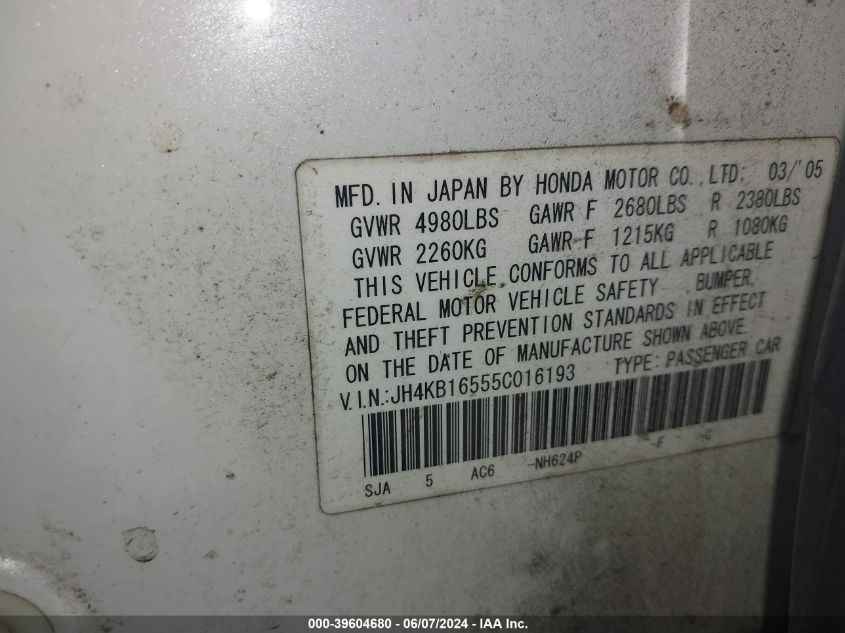 MFD. IN JAPAN BY HONDA MOTOR CO.,LTD: 03/'05
GVWR 4980LBS GAWR F 2680LBS R 2380LBS
GVWR 2260KG GAWR F 1215KG R 1080KG
THIS VEHICLE CONFORMS TO ALL APPLICABLE
FEDERAL MOTOR VEHICLE SAFETY , BUMPER,
AND THEFT PREVENTION STANDARDS IN EFFECT
ON THE DATE OF MANUFACTURE SHOWN ABOVE.
V.I.N.:JH4KB16555C016193 TYPE: PASSENGER CAR
SJA 5 AC6 -NH624P -F -C
000-39604680 - 06/07/2024 - IAA Inc.